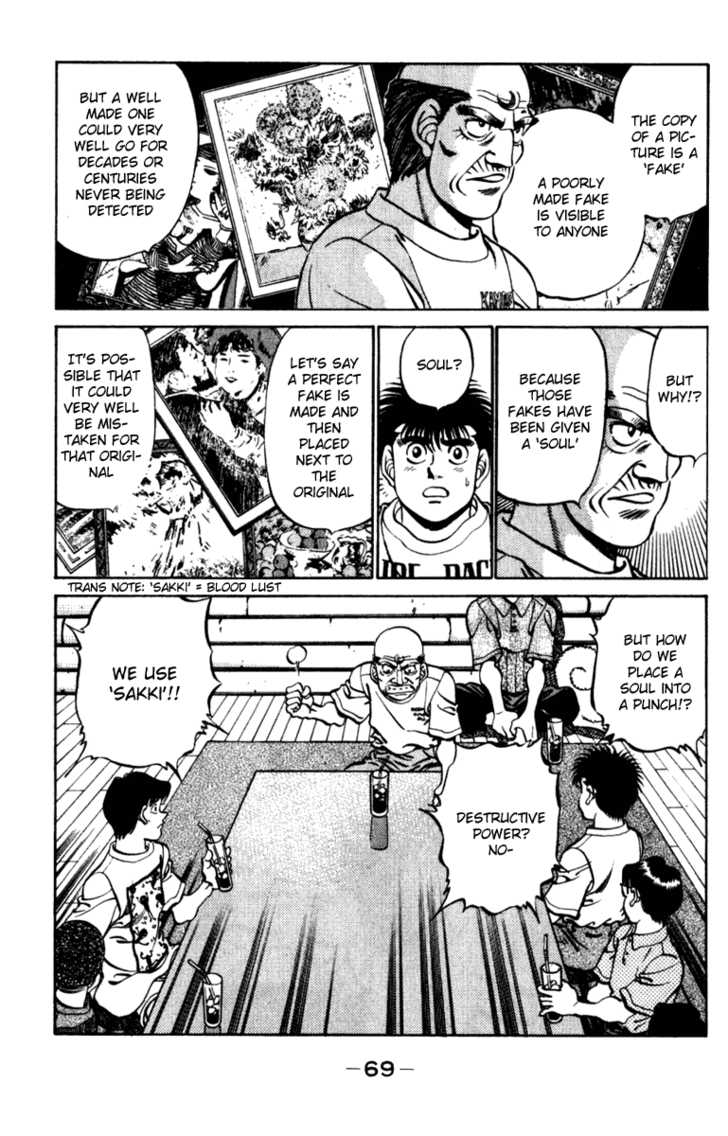 THE COPY
OF A PIC-
TURE IS A
'FAKE'
A POORLY
MADE FAKE
IS VISIBLE
TO ANYONE
BUT A WELL
MADE ONE
COULD VERY
WELL GO FOR
DECADES OR
CENTURIES
NEVER BEING
DETECTED
BUT
WHY!?
BECAUSE
THOSE
FAKES HAVE
BEEN GIVEN
A 'SOUL'
SOUL?
LET'S SAY
A PERFECT
FAKE IS
MADE AND
THEN
PLACED
NEXT TO
THE
ORIGINAL
IT'S POS-
SIBLE THAT
IT COULD
VERY WELL
BE MIS-
TAKEN FOR
THAT ORIGI-
NAL
TRANS NOTE: 'SAKKI' = BLOOD LUST
BUT HOW
DO WE
PLACE A
SOUL INTO
A PUNCH!?
DESTRUCTIVE
POWER?
NO-
WE USE
'SAKKI'!!
-69-